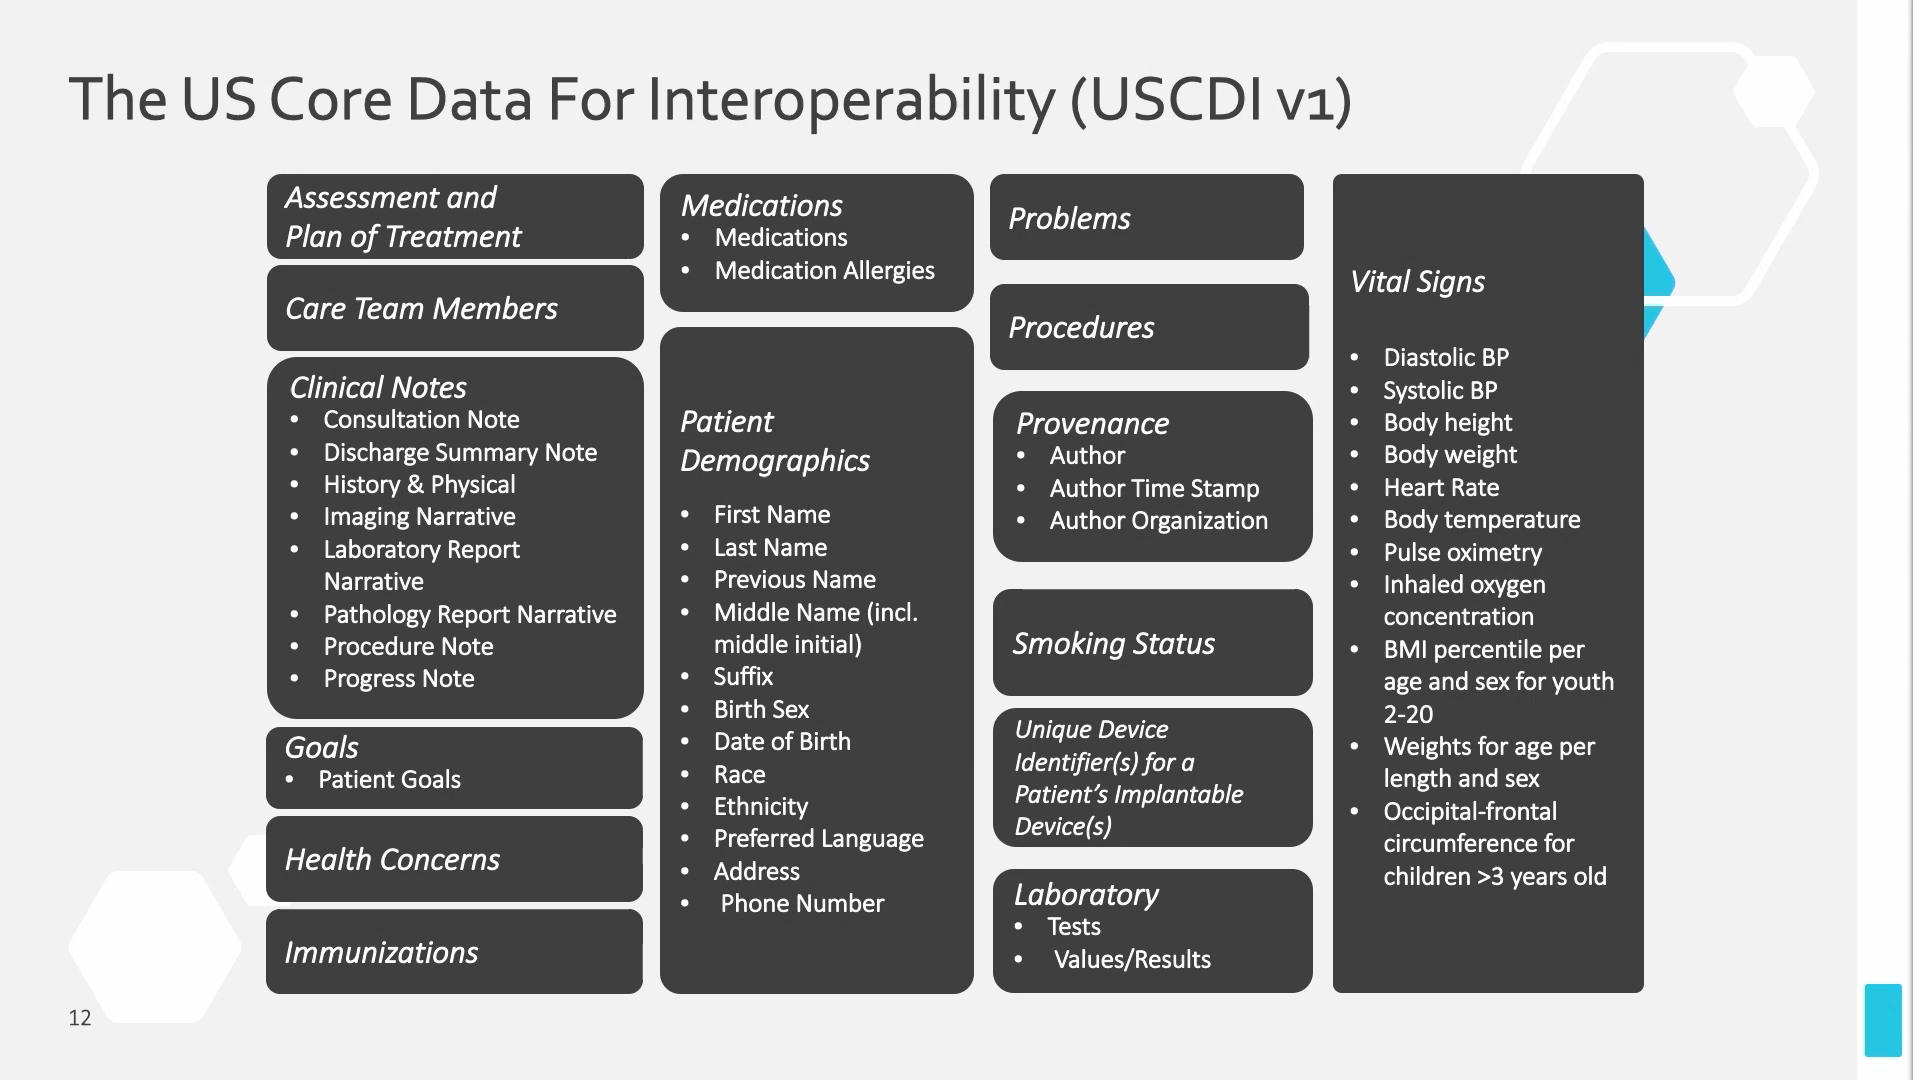 The US Core Data For Interoperability (USCDI v1)
Assessment and
Plan of Treatment
Care Team Members
Clinical Notes
• Consultation Note
• Discharge Summary Note
• History & Physical
• Imaging Narrative
• Laboratory Report
Narrative
• Pathology Report Narrative
• Procedure Note
• Progress Note
Goals
• Patient Goals
Health Concerns
Immunizations
Medications
• Medications
• Medication Allergies
Patient
Demographics
• First Name
• Last Name
• Previous Name
• Middle Name (incl.
middle initial)
• Suffix
• Birth Sex
• Date of Birth
• Race
• Ethnicity
• Preferred Language
• Address
• Phone Number
Problems
Procedures
Provenance
• Author
• Author Time Stamp
• Author Organization
Smoking Status
Unique Device
Identifier(s) for a
Patient’s Implantable
Device(s)
Laboratory
• Tests
• Values/Results
Vital Signs
• Diastolic BP
• Systolic BP
• Body height
• Body weight
• Heart Rate
• Body temperature
• Pulse oximetry
• Inhaled oxygen
concentration
• BMI percentile per
age and sex for youth
2-20
• Weights for age per
length and sex
• Occipital-frontal
circumference for
children >3 years old
12